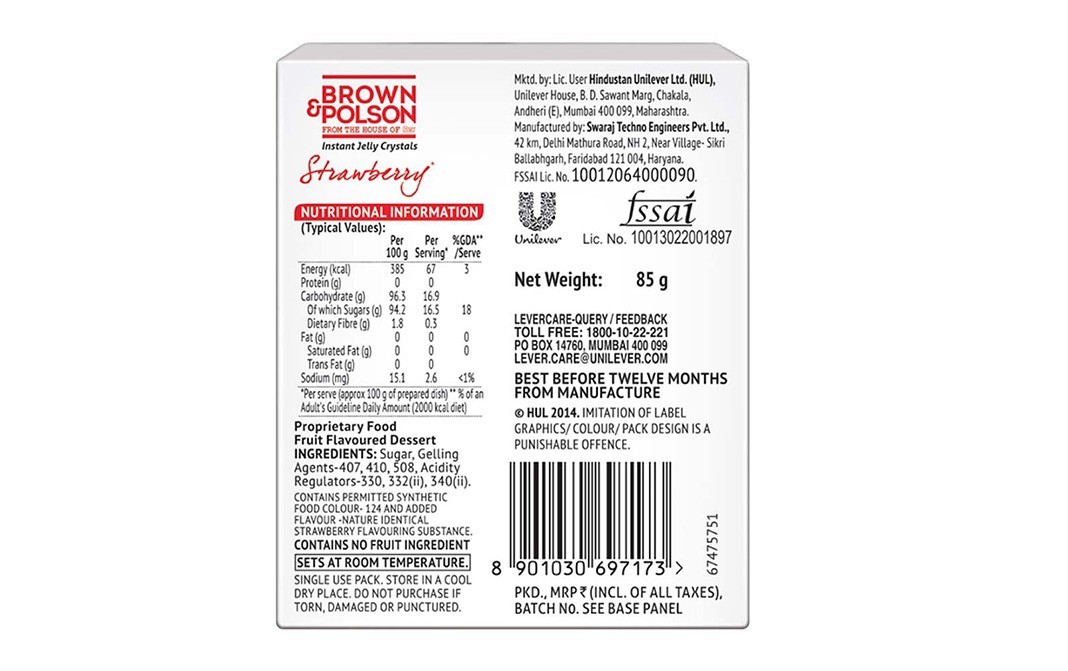 BROWN
&POLSON
FROM THE HOUSE OF
Instant Jelly Crystals
Strawberry*
NUTRITIONAL INFORMATION
(Typical Values):
Per 100 g Per Serving* %GDA** /Serve
Energy (kcal) 385 67 3
Protein (g) 0 0
Carbohydrate (g) 96.3 16.9
Of which Sugars (g) 94.2 16.5 18
Dietary Fibre (g) 1.8 0.3
Fat (g) 0 0 0
Saturated Fat (g) 0 0 0
Trans Fat (g) 0 0
Sodium (mg) 15.1 2.6 <1%
*Per serve (approx 100 g of prepared dish) ** % of an
Adult's Guideline Daily Amount (2000 kcal diet)
Proprietary Food
Fruit Flavoured Dessert
INGREDIENTS: Sugar, Gelling
Agents-407, 410, 508, Acidity
Regulators-330, 332(ii), 340(ii).
CONTAINS PERMITTED SYNTHETIC
FOOD COLOUR- 124 AND ADDED
FLAVOUR -NATURE IDENTICAL
STRAWBERRY FLAVOURING SUBSTANCE.
CONTAINS NO FRUIT INGREDIENT
SETS AT ROOM TEMPERATURE.
SINGLE USE PACK. STORE IN A COOL
DRY PLACE. DO NOT PURCHASE IF
TORN, DAMAGED OR PUNCTURED.
Mktd. by: Lic. User Hindustan Unilever Ltd. (HUL),
Unilever House, B. D. Sawant Marg, Chakala,
Andheri (E), Mumbai 400 099, Maharashtra.
Manufactured by: Swaraj Techno Engineers Pvt. Ltd.,
42 km, Delhi Mathura Road, NH 2, Near Village- Sikri
Ballabhgarh, Faridabad 121 004, Haryana.
FSSAI Lic. No. 10012064000090.
Unilever
fssai
Lic. No. 10013022001897
Net Weight: 85 g
LEVERCARE-QUERY / FEEDBACK
TOLL FREE: 1800-10-22-221
PO BOX 14760, MUMBAI 400 099
LEVER.CARE@UNILEVER.COM
BEST BEFORE TWELVE MONTHS
FROM MANUFACTURE
© HUL 2014. IMITATION OF LABEL
GRAPHICS/ COLOUR/ PACK DESIGN IS A
PUNISHABLE OFFENCE.
8 901030 697173 >
67475751
PKD., MRP ₹ (INCL. OF ALL TAXES),
BATCH No. SEE BASE PANEL